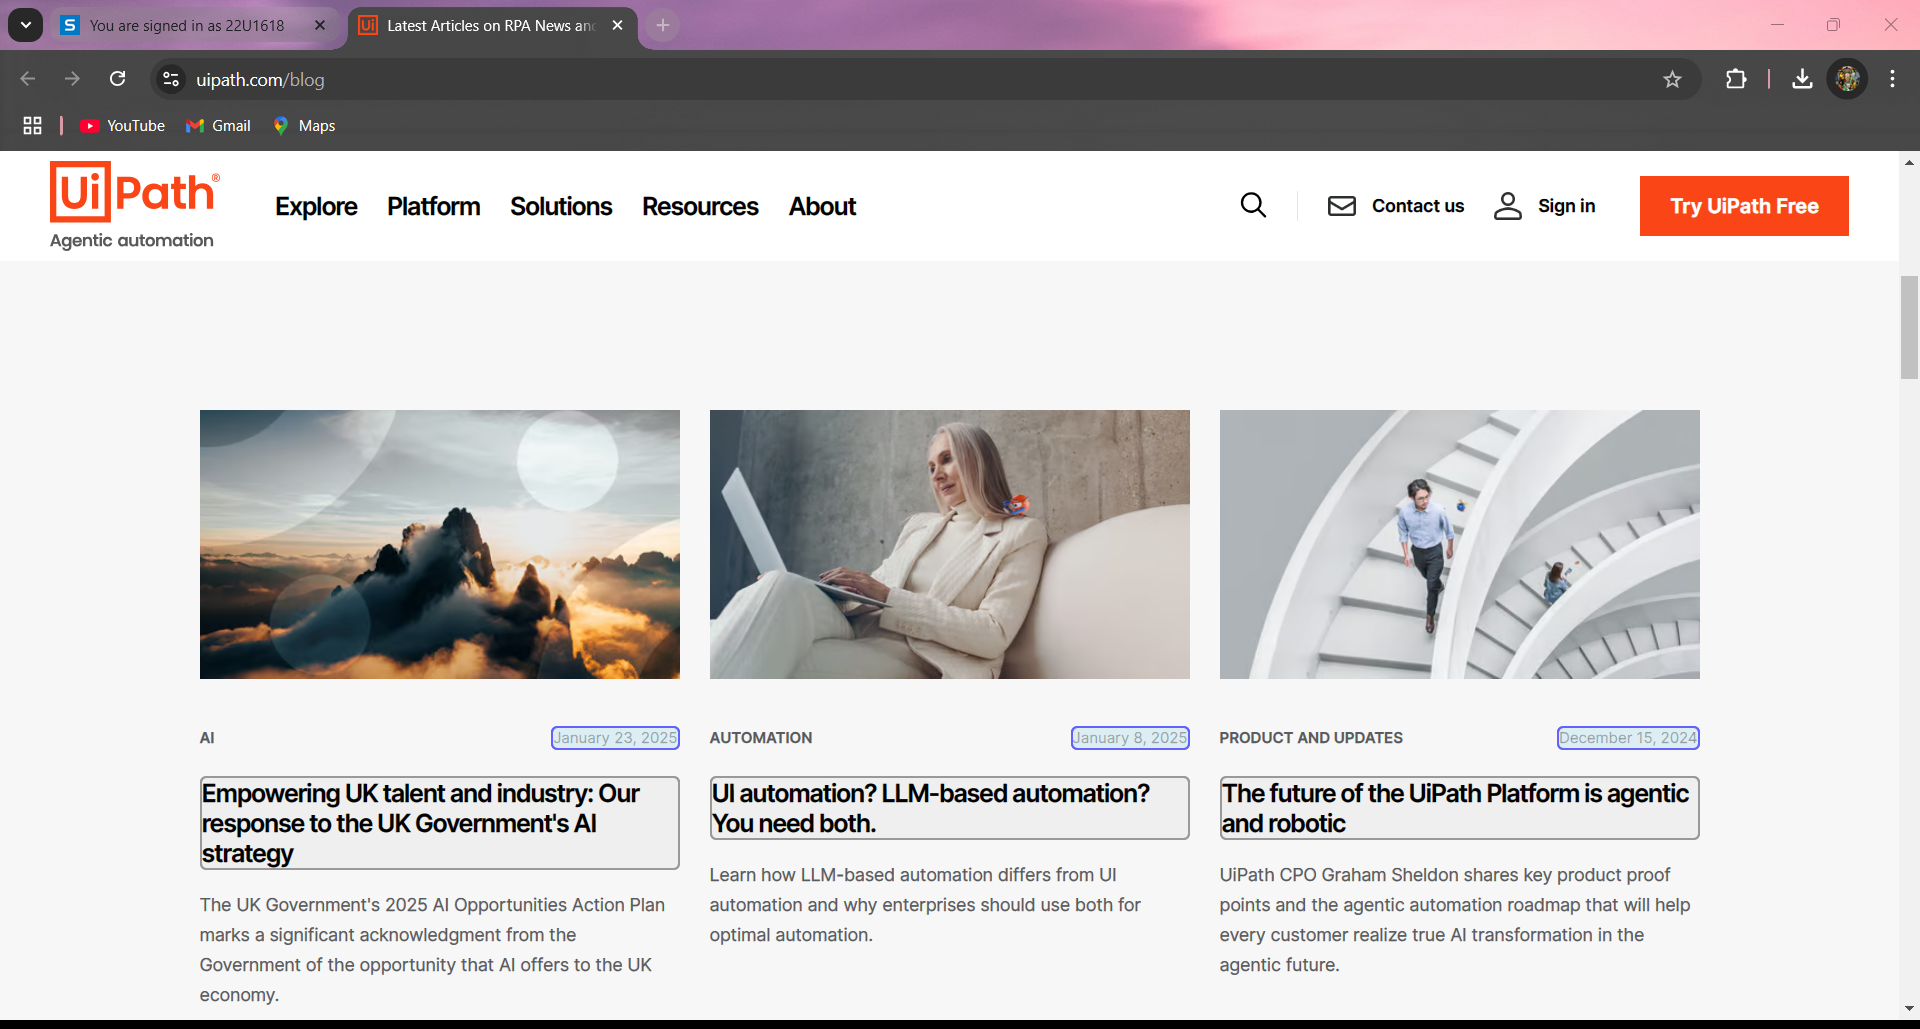 You are signed in as 22U1618
Latest Articles on RPA News an
uipath.com/blog
YouTube
Gmail
Maps
UiPath®
Agentic automation
Explore
Platform
Solutions
Resources
About
Contact us
Sign in
Try UiPath Free
AI
January 23, 2025
Empowering UK talent and industry: Our
response to the UK Government's AI
strategy
The UK Government's 2025 AI Opportunities Action Plan
marks a significant acknowledgment from the
Government of the opportunity that AI offers to the UK
economy.
AUTOMATION
January 8, 2025
UI automation? LLM-based automation?
You need both.
Learn how LLM-based automation differs from UI
automation and why enterprises should use both for
optimal automation.
PRODUCT AND UPDATES
December 15, 2024
The future of the UiPath Platform is agentic
and robotic
UiPath CPO Graham Sheldon shares key product proof
points and the agentic automation roadmap that will help
every customer realize true AI transformation in the
agentic future.